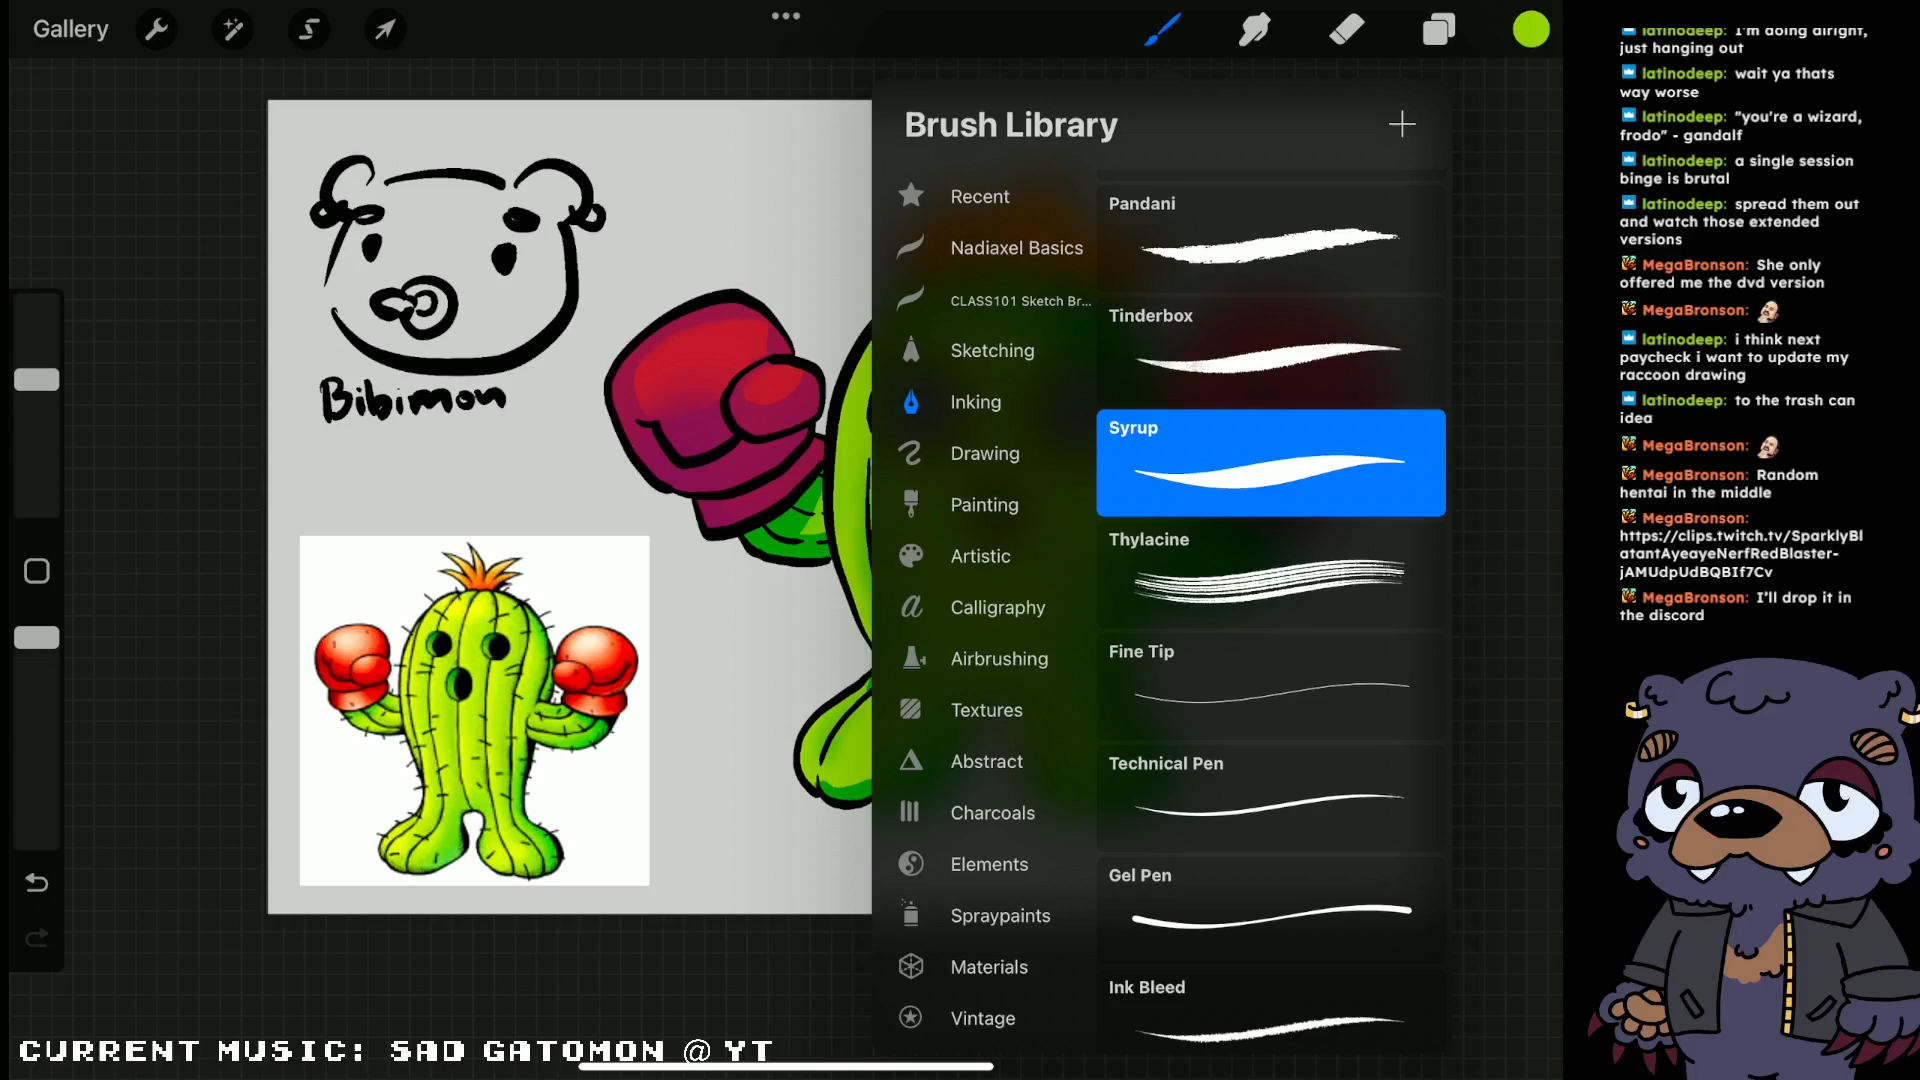 Gallery
Brush Library
Recent
Nadiaxel Basics
CLASS101 Sketch Br...
Sketching
Inking
Drawing
Painting
Artistic
Calligraphy
Airbrushing
Textures
Abstract
Charcoals
Elements
Spraypaints
Materials
Vintage
Pandani
Tinderbox
Syrup
Thylacine
Fine Tip
Technical Pen
Gel Pen
Ink Bleed
Bibimon
CURRENT MUSIC: SAD GATOMON @ YT
latinodeep: I'm doing alright,
just hanging out
latinodeep: wait ya thats
way worse
latinodeep: "you're a wizard,
frodo" - gandalf
latinodeep: a single session
binge is brutal
latinodeep: spread them out
and watch those extended
versions
MegaBronson: She only
offered me the dvd version
MegaBronson:
latinodeep: i think next
paycheck i want to update my
raccoon drawing
latinodeep: to the trash can
idea
MegaBronson:
MegaBronson: Random
hentai in the middle
MegaBronson:
https://clips.twitch.tv/SparklyBl
atantAyeayeNerfRedBlaster-
jAMUdpUdBQBIf7Cv
MegaBronson: I'll drop it in
the discord